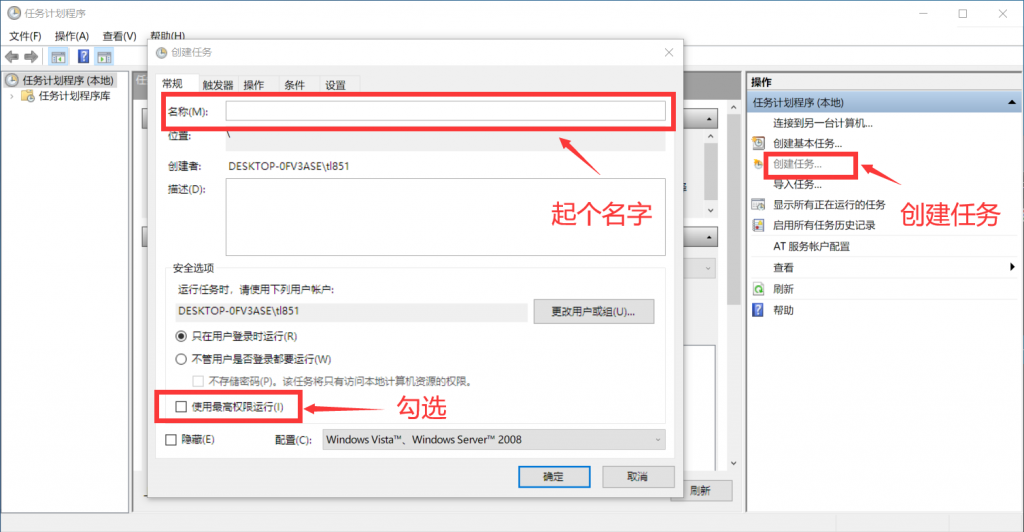 任务计划程序
文件(F) 操作(A) 查看(V) 帮助(H)
任务计划程序 (本地)
任务计划程序库
创建任务
常规 触发器 操作 条件 设置
名称(M):
位置: \
创建者: DESKTOP-0FV3ASE\tl851
描述(D):
起个名字
安全选项
运行任务时，请使用下列用户帐户:
DESKTOP-0FV3ASE\tl851
更改用户或组(U)...
只在用户登录时运行(R)
不管用户是否登录都要运行(W)
不存储密码(P)。该任务将只有访问本地计算机资源的权限。
使用最高权限运行(I)
勾选
隐藏(E) 配置(C): Windows Vista™、Windows Server™ 2008
确定 取消
刷新
操作
任务计划程序 (本地)
连接到另一台计算机...
创建基本任务...
创建任务...
导入任务...
显示所有正在运行的任务
创建任务
启用所有任务历史记录
AT 服务帐户配置
查看
刷新
帮助